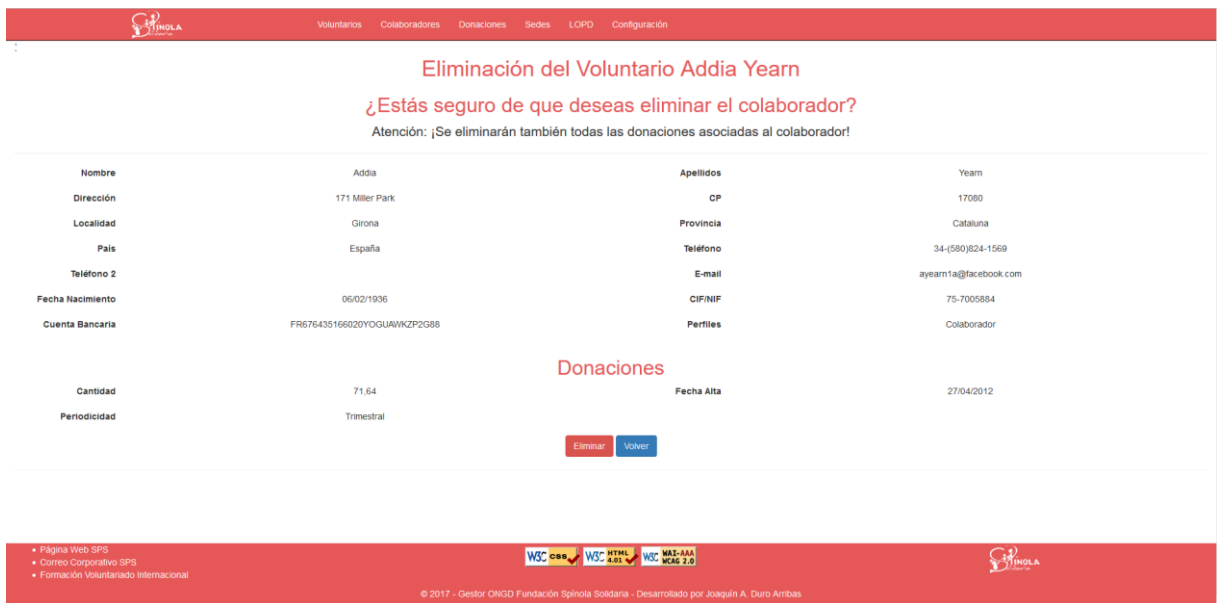 SPÍNOLA
Voluntarios Colaboradores Donaciones Sedes LOPD Configuración
:
Eliminación del Voluntario Addia Yearn
¿Estás seguro de que deseas eliminar el colaborador?
Atención: ¡Se eliminarán también todas las donaciones asociadas al colaborador!
Nombre Addia Apellidos Yearn
Dirección 171 Miller Park CP 17080
Localidad Girona Provincia Cataluna
País España Teléfono 34-(580)824-1569
Teléfono 2 E-mail ayearn1a@facebook.com
Fecha Nacimiento 06/02/1936 CIF/NIF 75-7005884
Cuenta Bancaria FR676435166020YOGUAWKZP2G88 Perfiles Colaborador
Donaciones
Cantidad 71,64 Fecha Alta 27/04/2012
Periodicidad Trimestral
Eliminar Volver
• Página Web SPS
• Correo Corporativo SPS
• Formación Voluntariado Internacional
W3C CSS W3C HTML 4.01 W3C WAI-AAA WCAG 2.0
SPÍNOLA
© 2017 - Gestor ONGD Fundación Spínola Solidaria - Desarrollado por Joaquín A. Duro Arribas